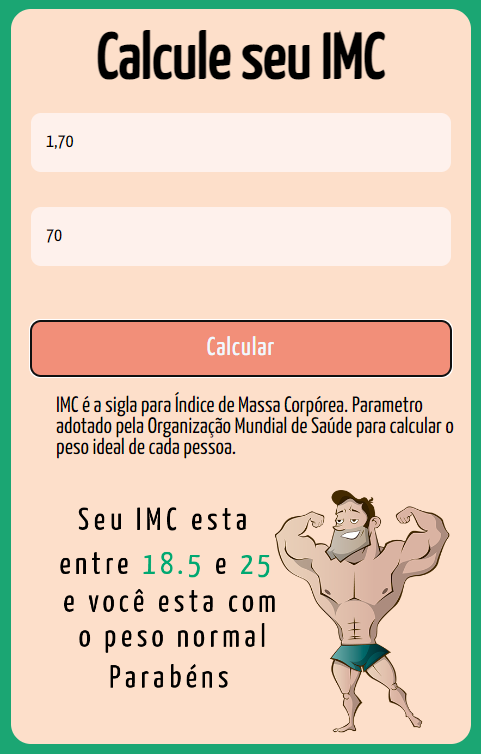 Calcule seu IMC
1,70
70
Calcular
IMC é a sigla para Índice de Massa Corpórea. Parametro
adotado pela Organização Mundial de Saúde para calcular o
peso ideal de cada pessoa.
Seu IMC esta
entre 18.5 e 25
e você esta com
o peso normal
Parabéns